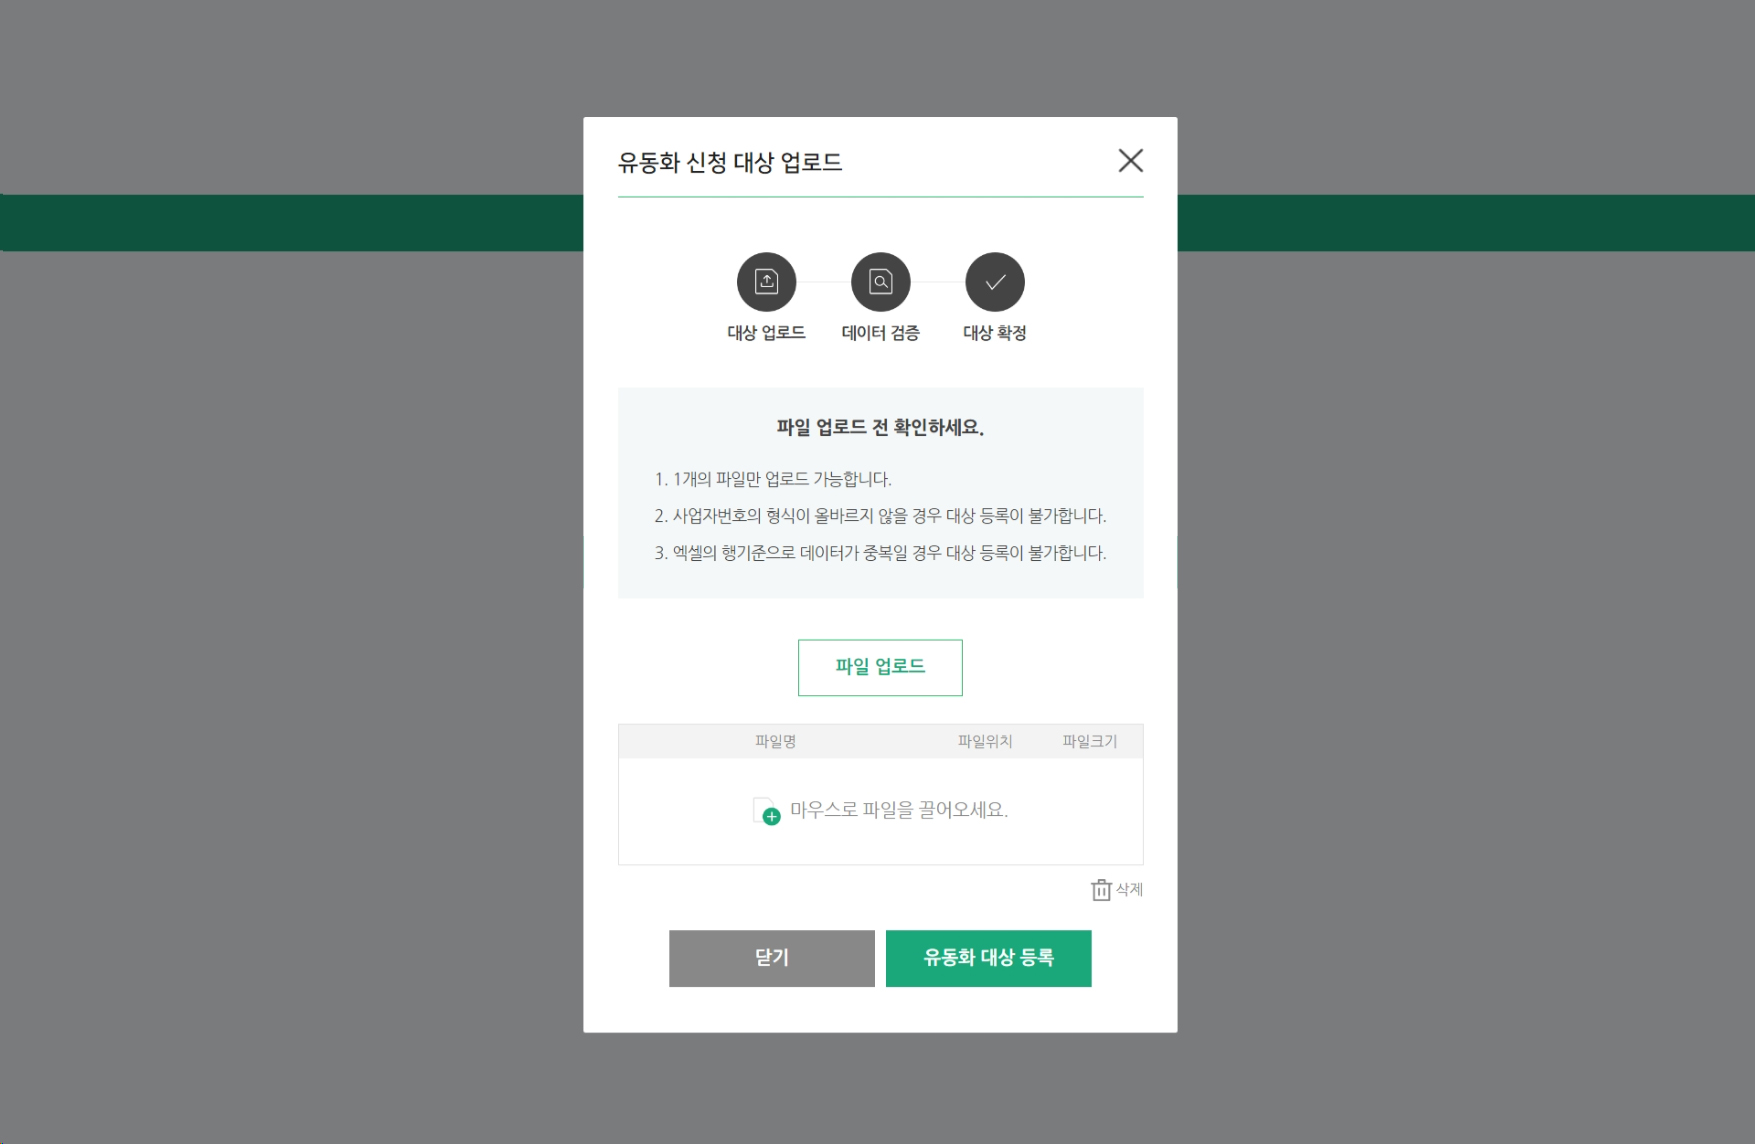 유동화 신청 대상 업로드
대상 업로드 데이터 검증 대상 확정
파일 업로드 전 확인하세요.
1. 1개의 파일만 업로드 가능합니다.
2. 사업자번호의 형식이 올바르지 않을 경우 대상 등록이 불가합니다.
3. 엑셀의 행기준으로 데이터가 중복일 경우 대상 등록이 불가합니다.
파일 업로드
파일명 파일위치 파일크기
마우스로 파일을 끌어오세요.
삭제
닫기 유동화 대상 등록